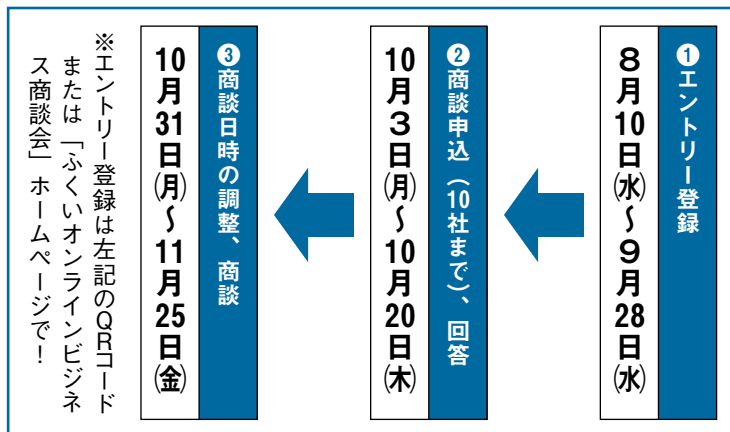 ❶エントリー登録
8月10日㈬〜9月28日㈬
❷商談申込（10社まで）、回答
10月3日㈪〜10月20日㈭
❸商談日時の調整、商談
10月31日㈪〜11月25日㈮
※エントリー登録は左記のQRコード
または「ふくいオンラインビジネ
ス商談会」ホームページで！